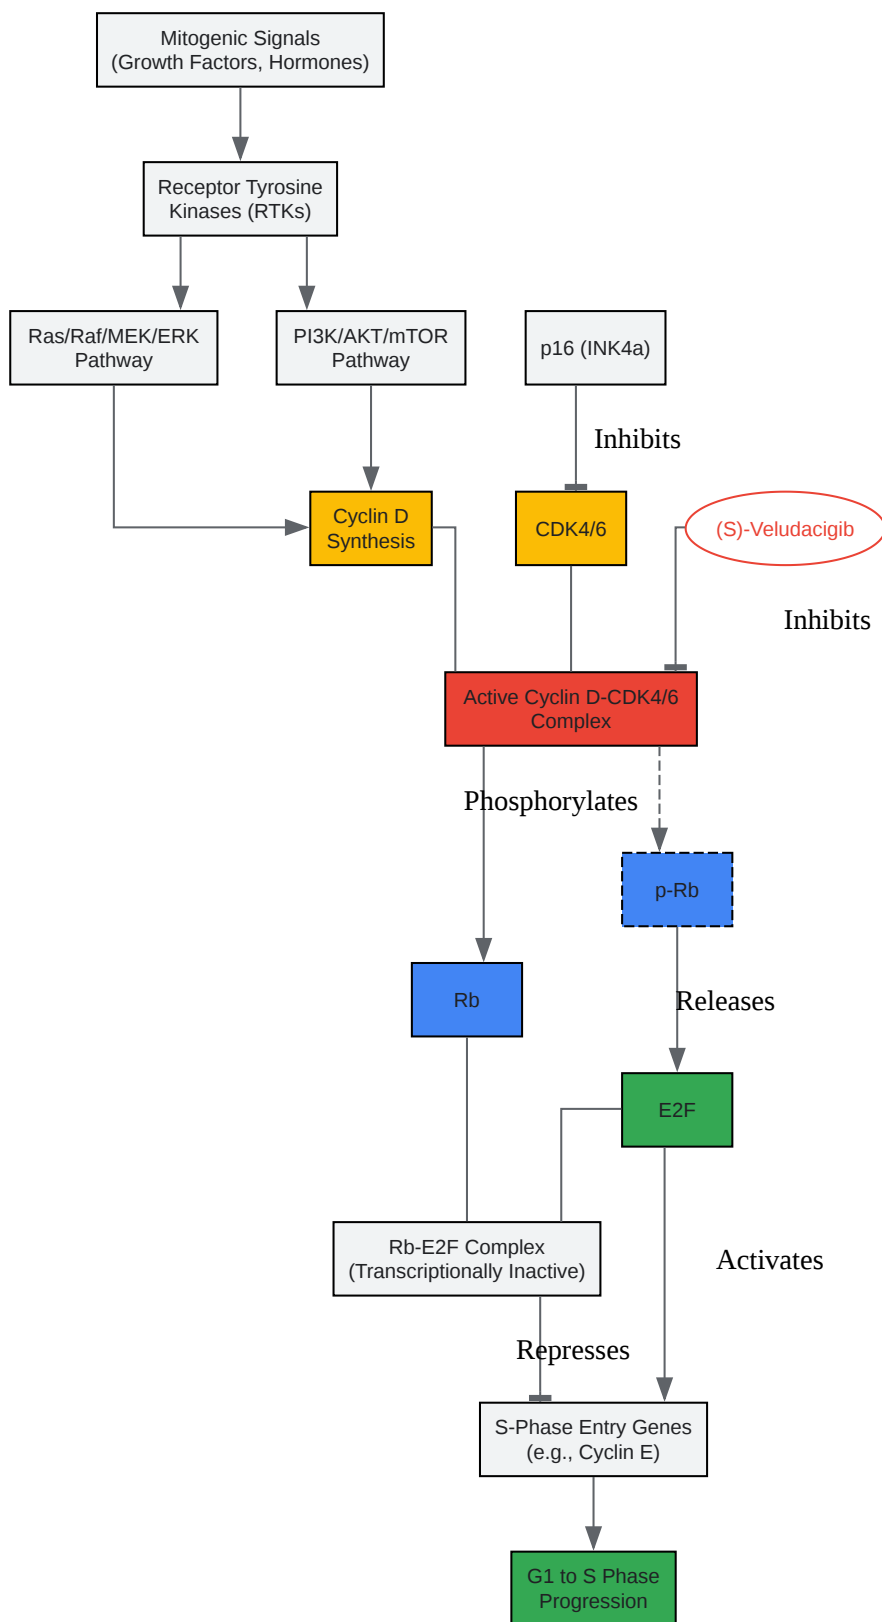 Mitogenic Signals
(Growth Factors, Hormones)
Receptor Tyrosine
Kinases (RTKs)
Ras/Raf/MEK/ERK
Pathway
PI3K/AKT/mTOR
Pathway
p16 (INK4a)
Inhibits
Cyclin D
Synthesis
CDK4/6
(S)-Veludacigib
Inhibits
Active Cyclin D-CDK4/6
Complex
Phosphorylates
p-Rb
Rb
Releases
E2F
Rb-E2F Complex
(Transcriptionally Inactive)
Activates
Represses
S-Phase Entry Genes
(e.g., Cyclin E)
G1 to S Phase
Progression